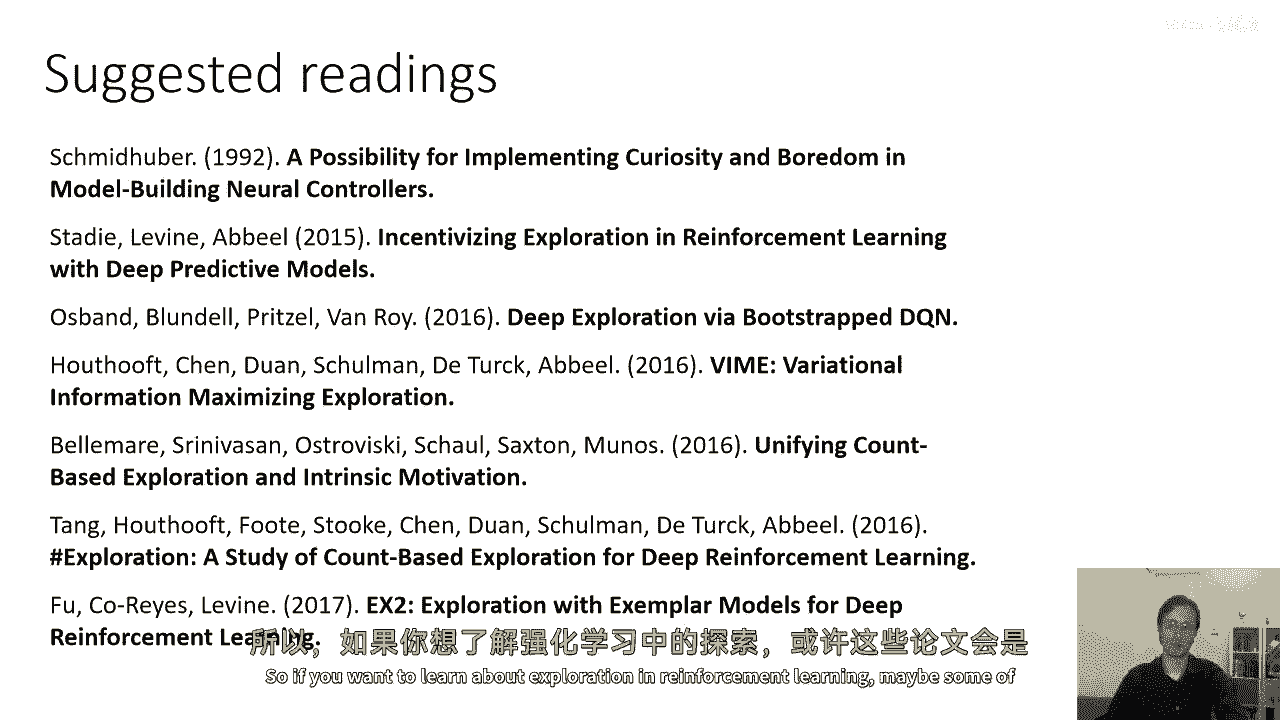 Suggested readings
Schmidhuber. (1992). A Possibility for Implementing Curiosity and Boredom in
Model-Building Neural Controllers.
Stadie, Levine, Abbeel (2015). Incentivizing Exploration in Reinforcement Learning
with Deep Predictive Models.
Osband, Blundell, Pritzel, Van Roy. (2016). Deep Exploration via Bootstrapped DQN.
Houthooft, Chen, Duan, Schulman, De Turck, Abbeel. (2016). VIME: Variational
Information Maximizing Exploration.
Bellemare, Srinivasan, Ostroviski, Schaul, Saxton, Munos. (2016). Unifying Count-
Based Exploration and Intrinsic Motivation.
Tang, Houthooft, Foote, Stooke, Chen, Duan, Schulman, De Turck, Abbeel. (2016).
#Exploration: A Study of Count-Based Exploration for Deep Reinforcement Learning.
Fu, Co-Reyes, Levine. (2017). EX2: Exploration with Exemplar Models for Deep
Reinforcement Learning.
所以，如果你想了解强化学习中的探索，或许这些论文会是
So if you want to learn about exploration in reinforcement learning, maybe some of